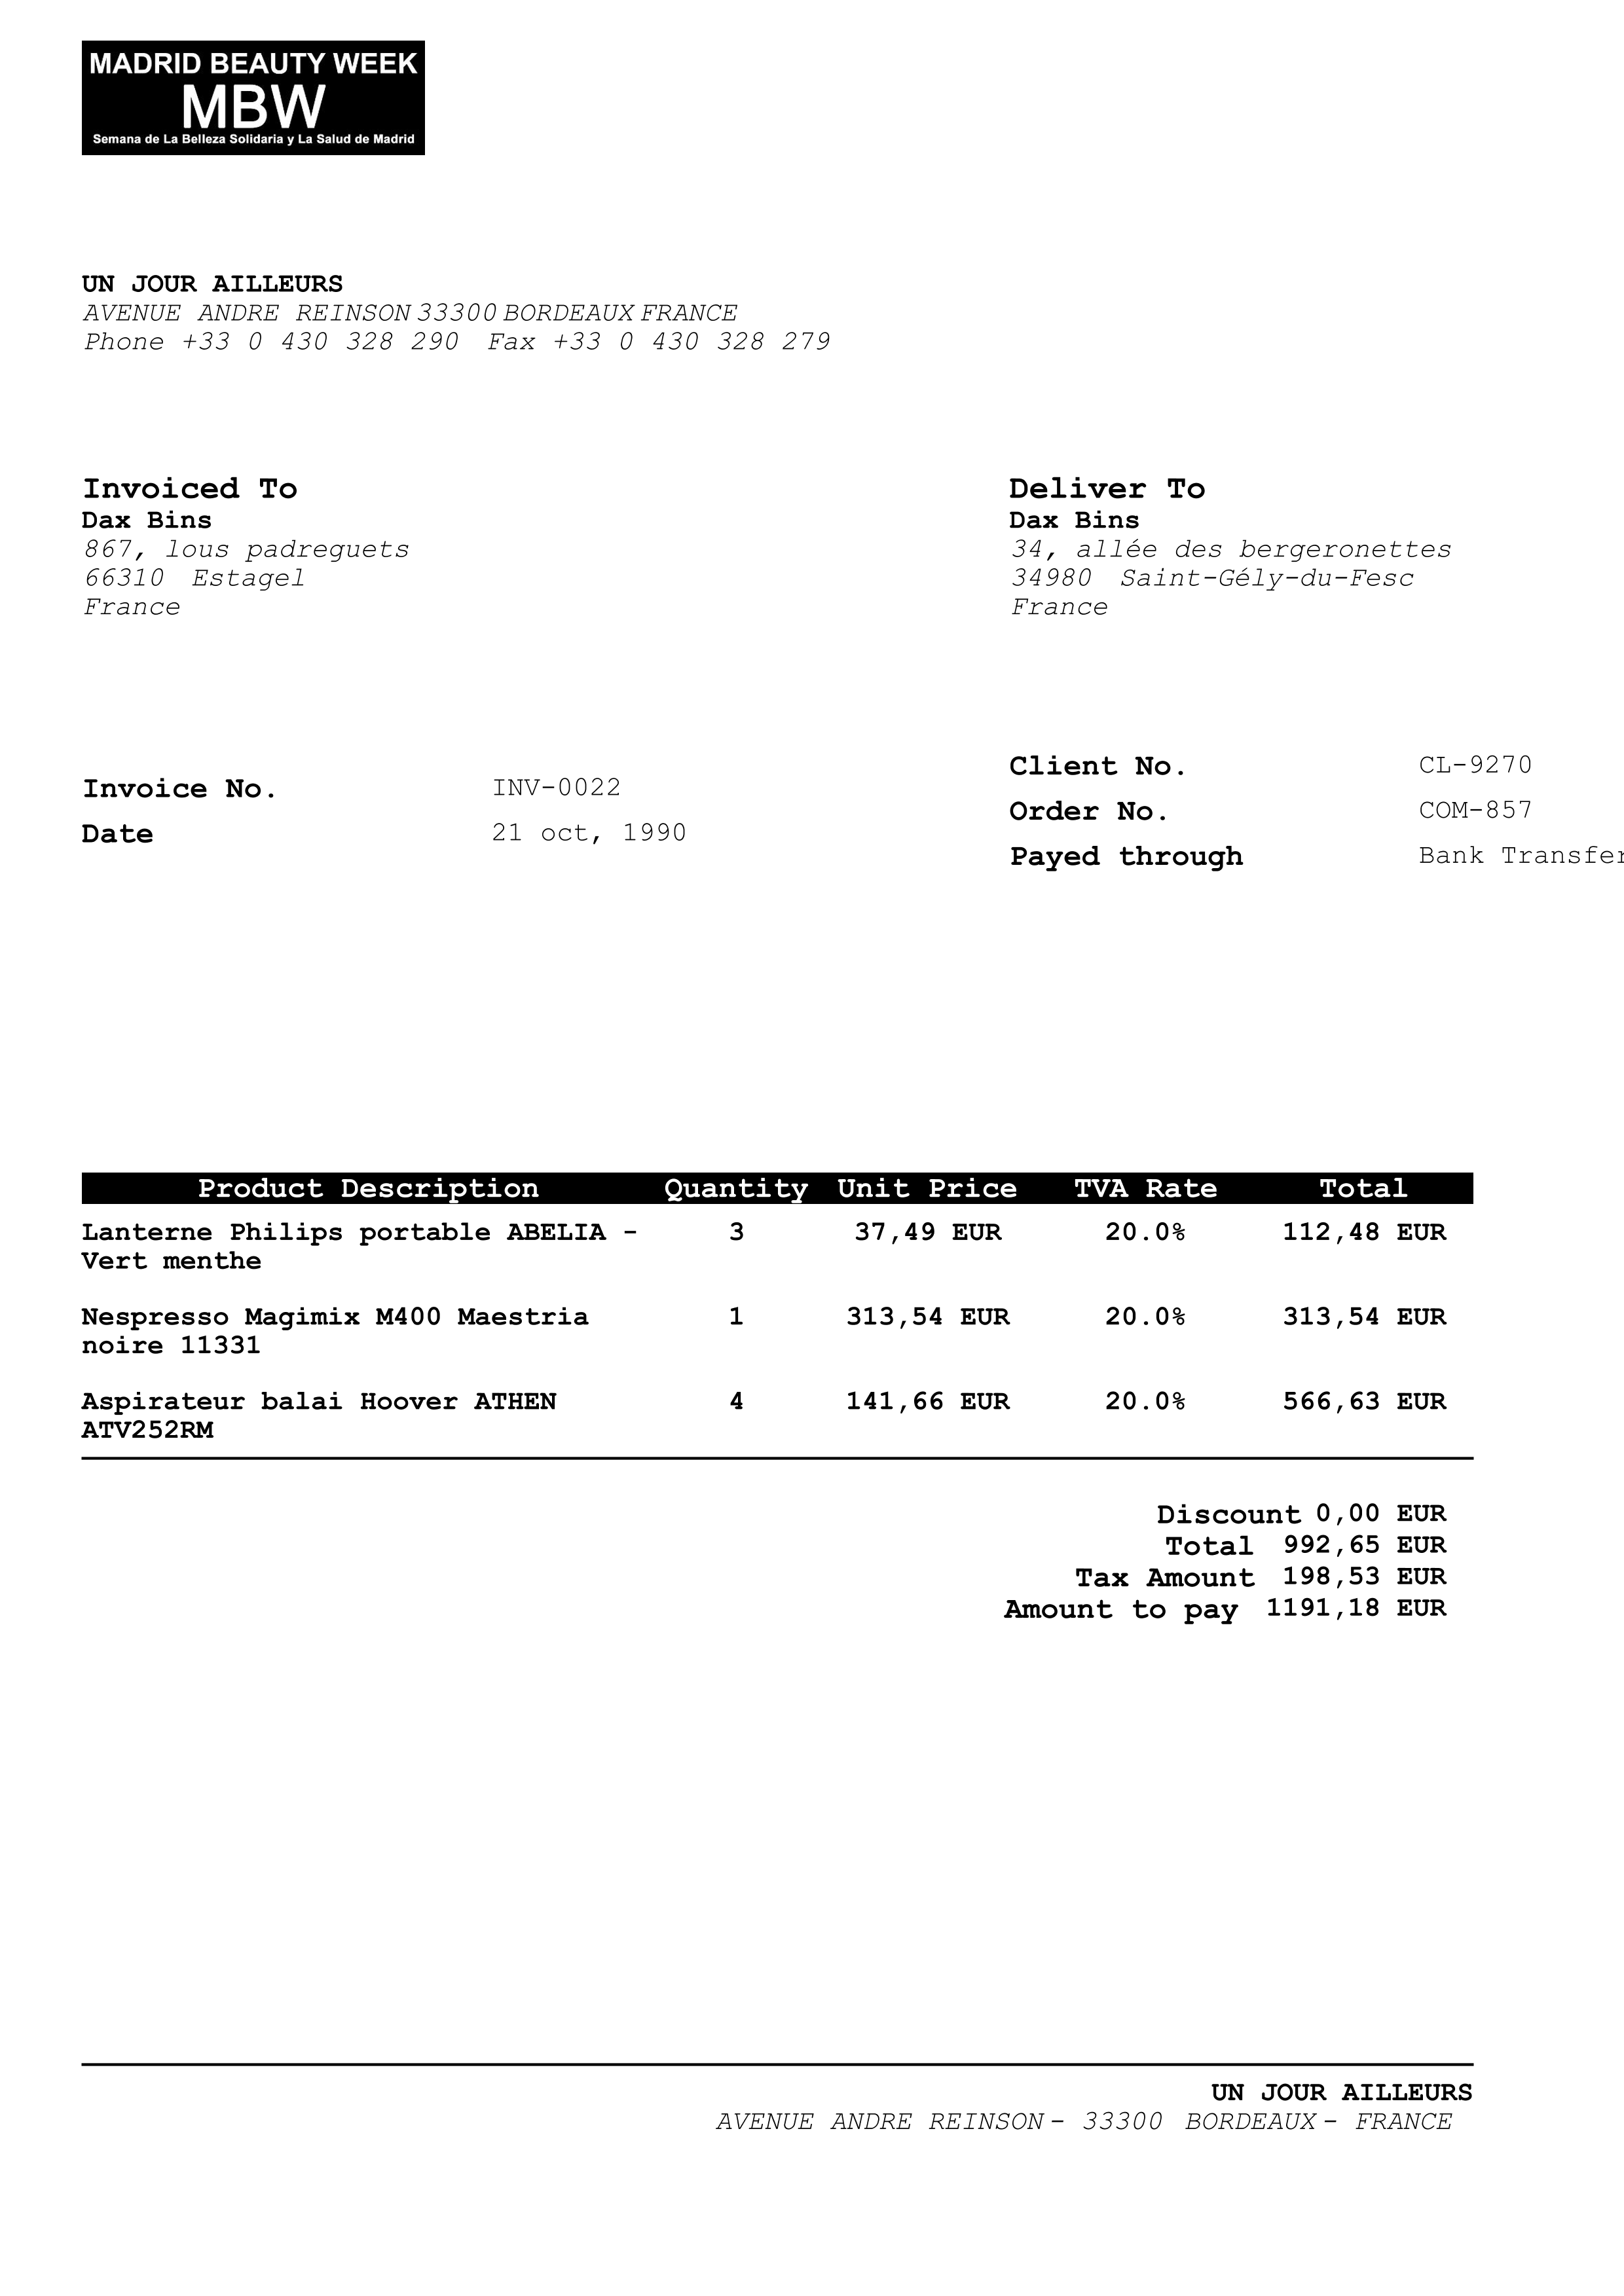 MADRID BEAUTY WEEK
MBW
Semana de La Belleza Solidaria y La Salud de Madrid
UN JOUR AILLEURS
AVENUE ANDRE REINSON 33300 BORDEAUX FRANCE
Phone +33 0 430 328 290 Fax +33 0 430 328 279
Invoiced To
Dax Bins
867, lous padreguets
66310 Estagel
France
Deliver To
Dax Bins
34, allée des bergeronettes
34980 Saint-Gély-du-Fesc
France
Invoice No. INV-0022
Date 21 oct, 1990
Client No. CL-9270
Order No. COM-857
Payed through Bank Transfer
Product Description Quantity Unit Price TVA Rate Total
Lanterne Philips portable ABELIA - 3 37,49 EUR 20.0% 112,48 EUR
Vert menthe
Nespresso Magimix M400 Maestria 1 313,54 EUR 20.0% 313,54 EUR
noire 11331
Aspirateur balai Hoover ATHEN 4 141,66 EUR 20.0% 566,63 EUR
ATV252RM
Discount 0,00 EUR
Total 992,65 EUR
Tax Amount 198,53 EUR
Amount to pay 1191,18 EUR
UN JOUR AILLEURS
AVENUE ANDRE REINSON - 33300 BORDEAUX - FRANCE